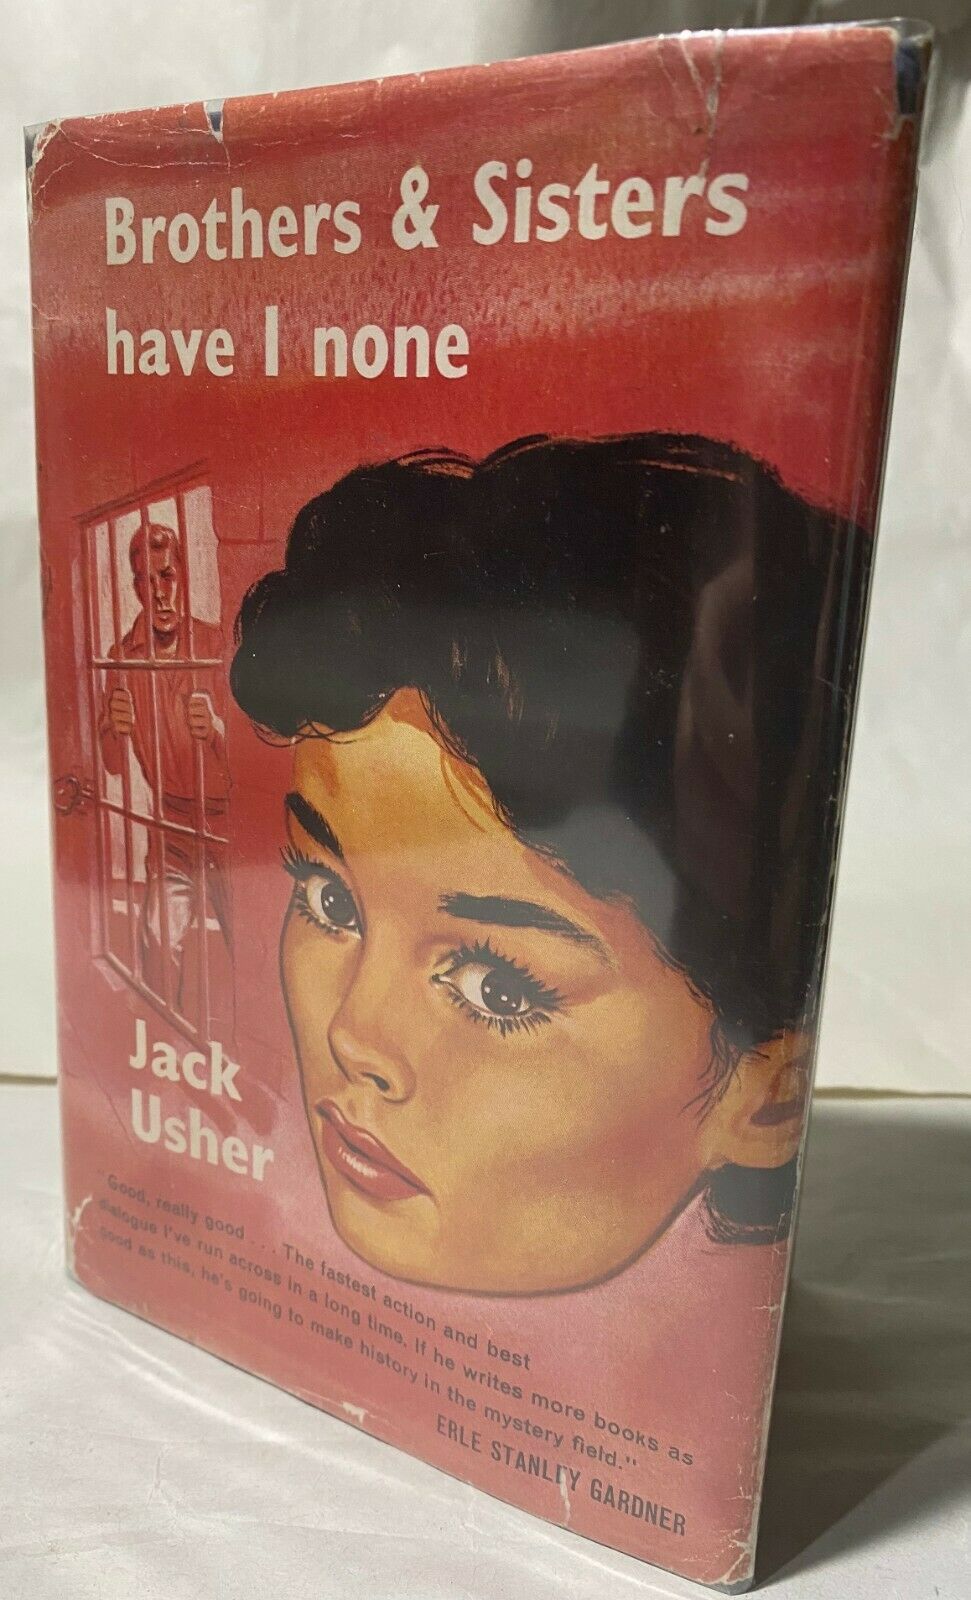 Brothers & Sisters
have I none
Jack
Usher
"Good, really good ... The fastest action and best
dialogue I've run across in a long time. If he writes more books as
good as this, he's going to make history in the mystery field."
ERLE STANLEY GARDNER